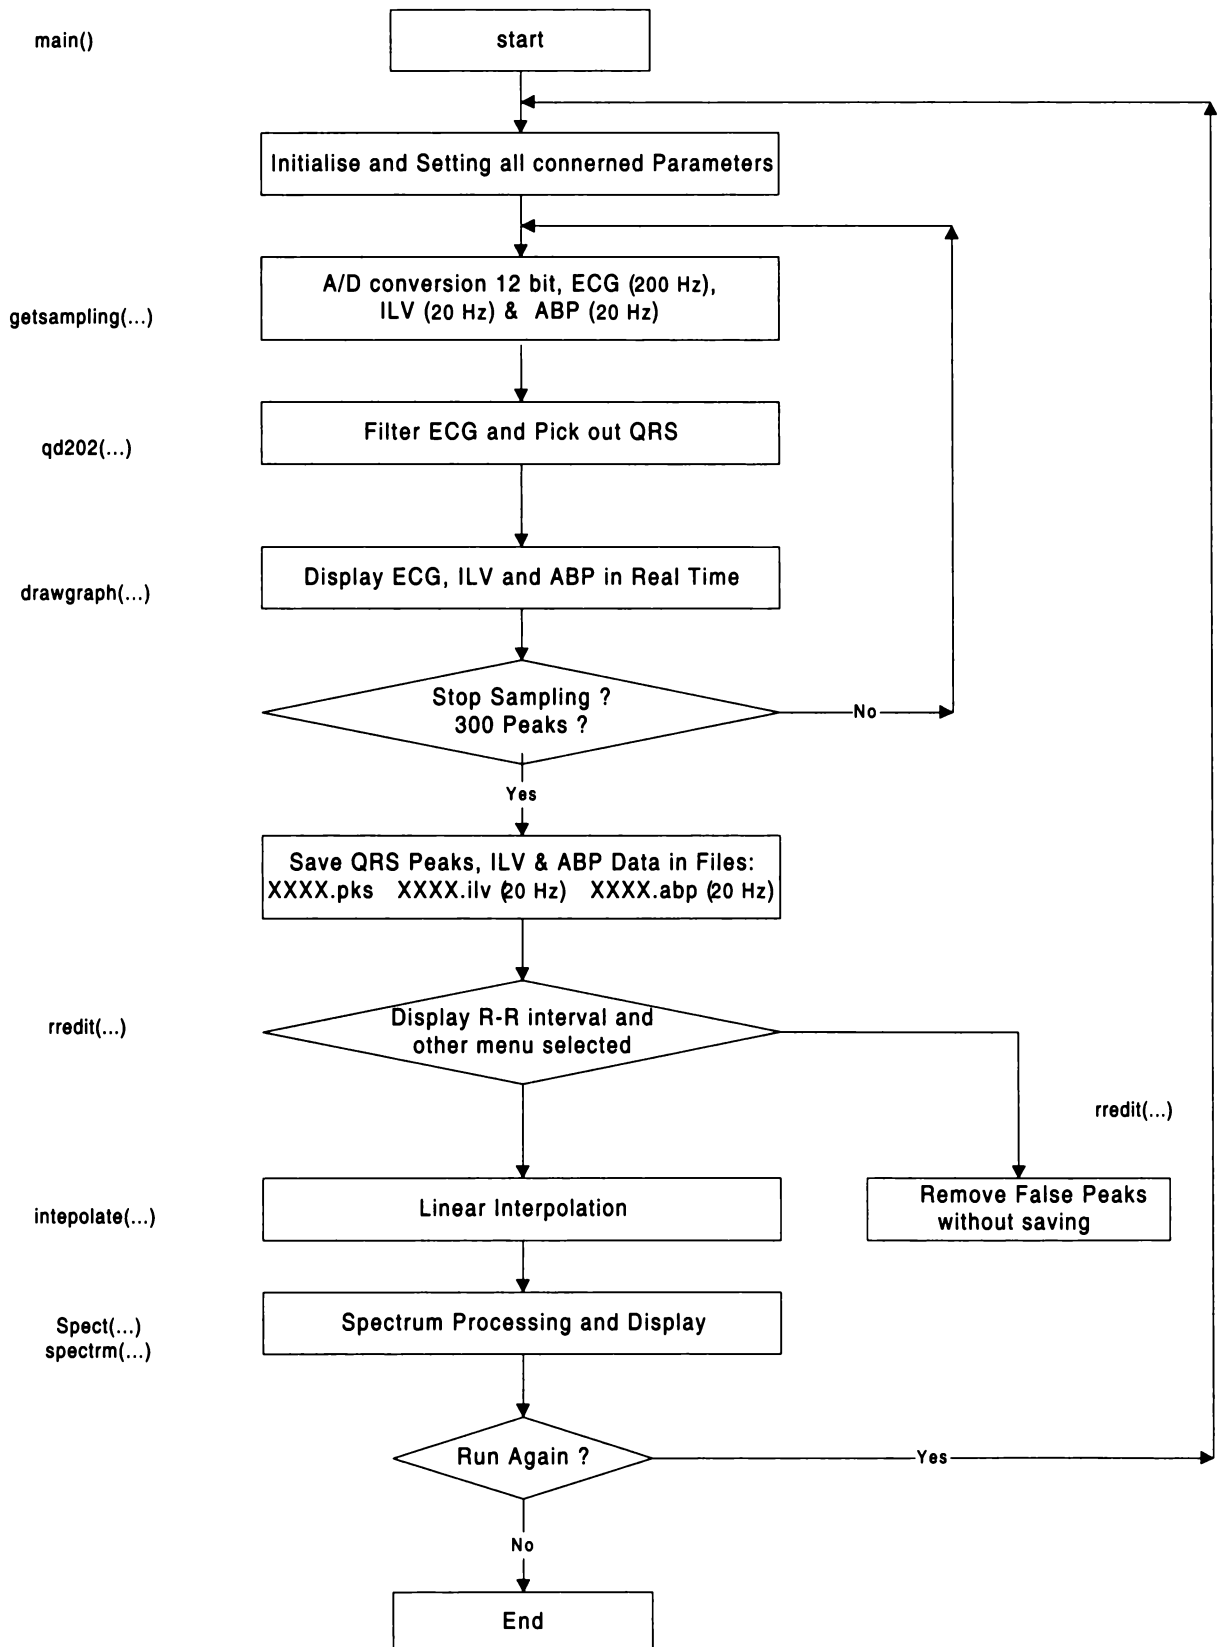 main()
start
Initialise and Setting all connerned Parameters
A/D conversion 12 bit, ECG (200 Hz),
ILV (20 Hz) & ABP (20 Hz)
getsampling(...)
Filter ECG and Pick out QRS
qd202(...)
Display ECG, ILV and ABP in Real Time
drawgraph(...)
Stop Sampling ?
300 Peaks ?
No
Yes
Save QRS Peaks, ILV & ABP Data in Files:
XXXX.pks XXXX.ilv (20 Hz) XXXX.abp (20 Hz)
rredit(...)
Display R-R interval and
other menu selected
rredit(...)
intepolate(...)
Linear Interpolation
Remove False Peaks
without saving
Spect(...)
spectrm(...)
Spectrum Processing and Display
Run Again ?
Yes
No
End